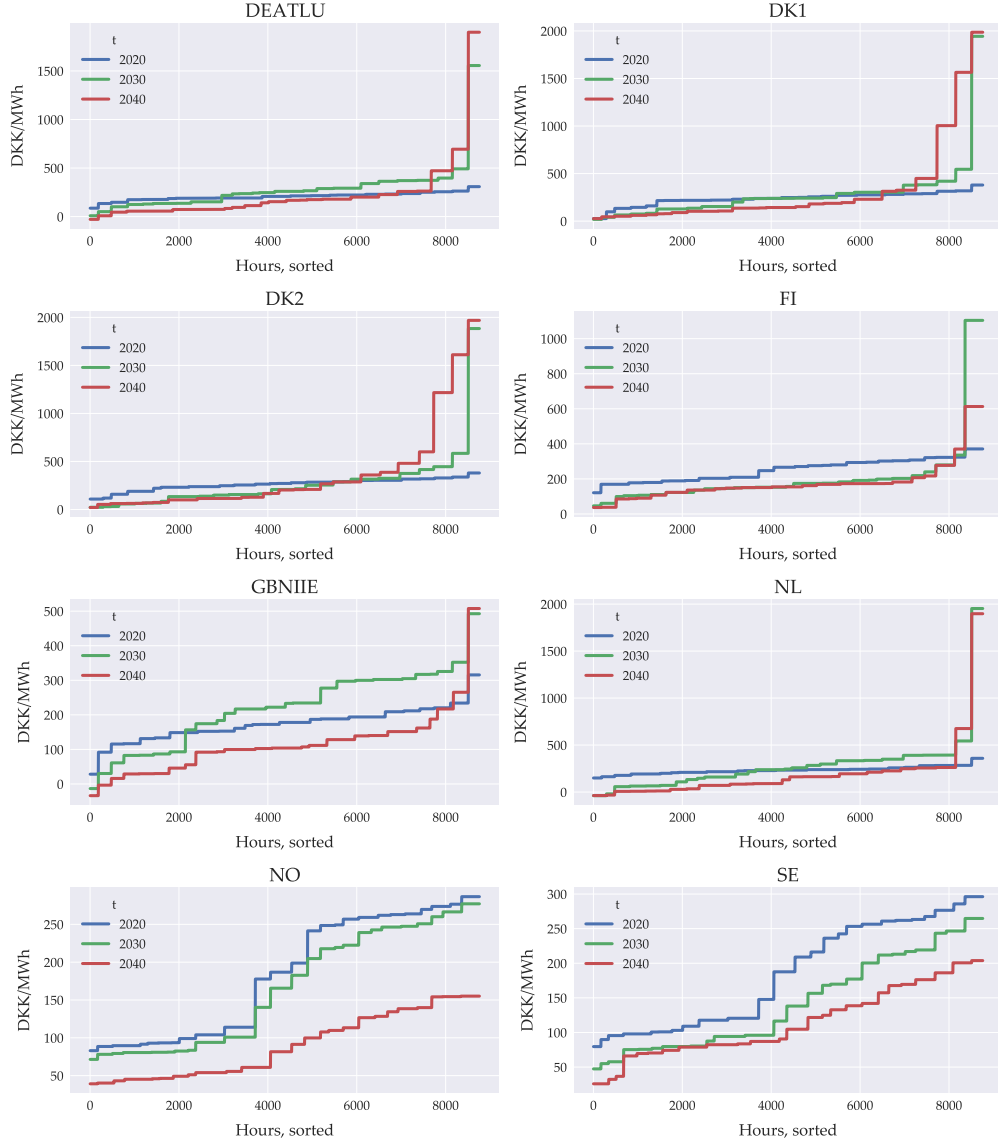 DEATLU
DK/MWh
t
2020
2030
2040
1500
1000
500
0
0 2000 4000 6000 8000
Hours, sorted
DK1
DKK/MWh
t
2020
2030
2040
2000
1500
1000
500
0
0 2000 4000 6000 8000
Hours, sorted
DK2
DKK/MWh
t
2020
2030
2040
2000
1500
1000
500
0
0 2000 4000 6000 8000
Hours, sorted
FI
DKK/MWh
t
2020
2030
2040
1000
800
600
400
200
0
0 2000 4000 6000 8000
Hours, sorted
GBNIIE
DKK/MWh
t
2020
2030
2040
500
400
300
200
100
0
0 2000 4000 6000 8000
Hours, sorted
NL
DKK/MWh
t
2020
2030
2040
2000
1500
1000
500
0
0 2000 4000 6000 8000
Hours, sorted
NO
DKK/MWh
t
2020
2030
2040
250
200
150
100
50
0 2000 4000 6000 8000
Hours, sorted
SE
DKK/MWh
t
2020
2030
2040
300
250
200
150
100
50
0 2000 4000 6000 8000
Hours, sorted